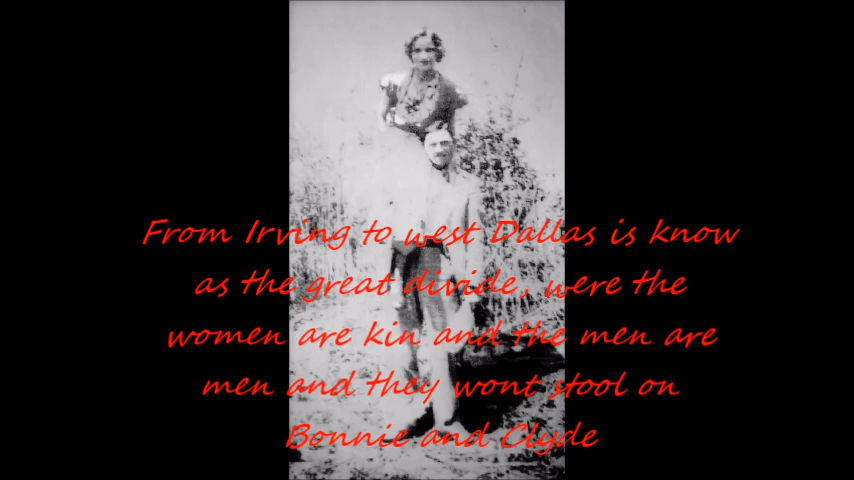 From Irving to west Dallas is know
as the great divide, were the
women are kin and the men are
men and they wont stool on
Bonnie and Clyde